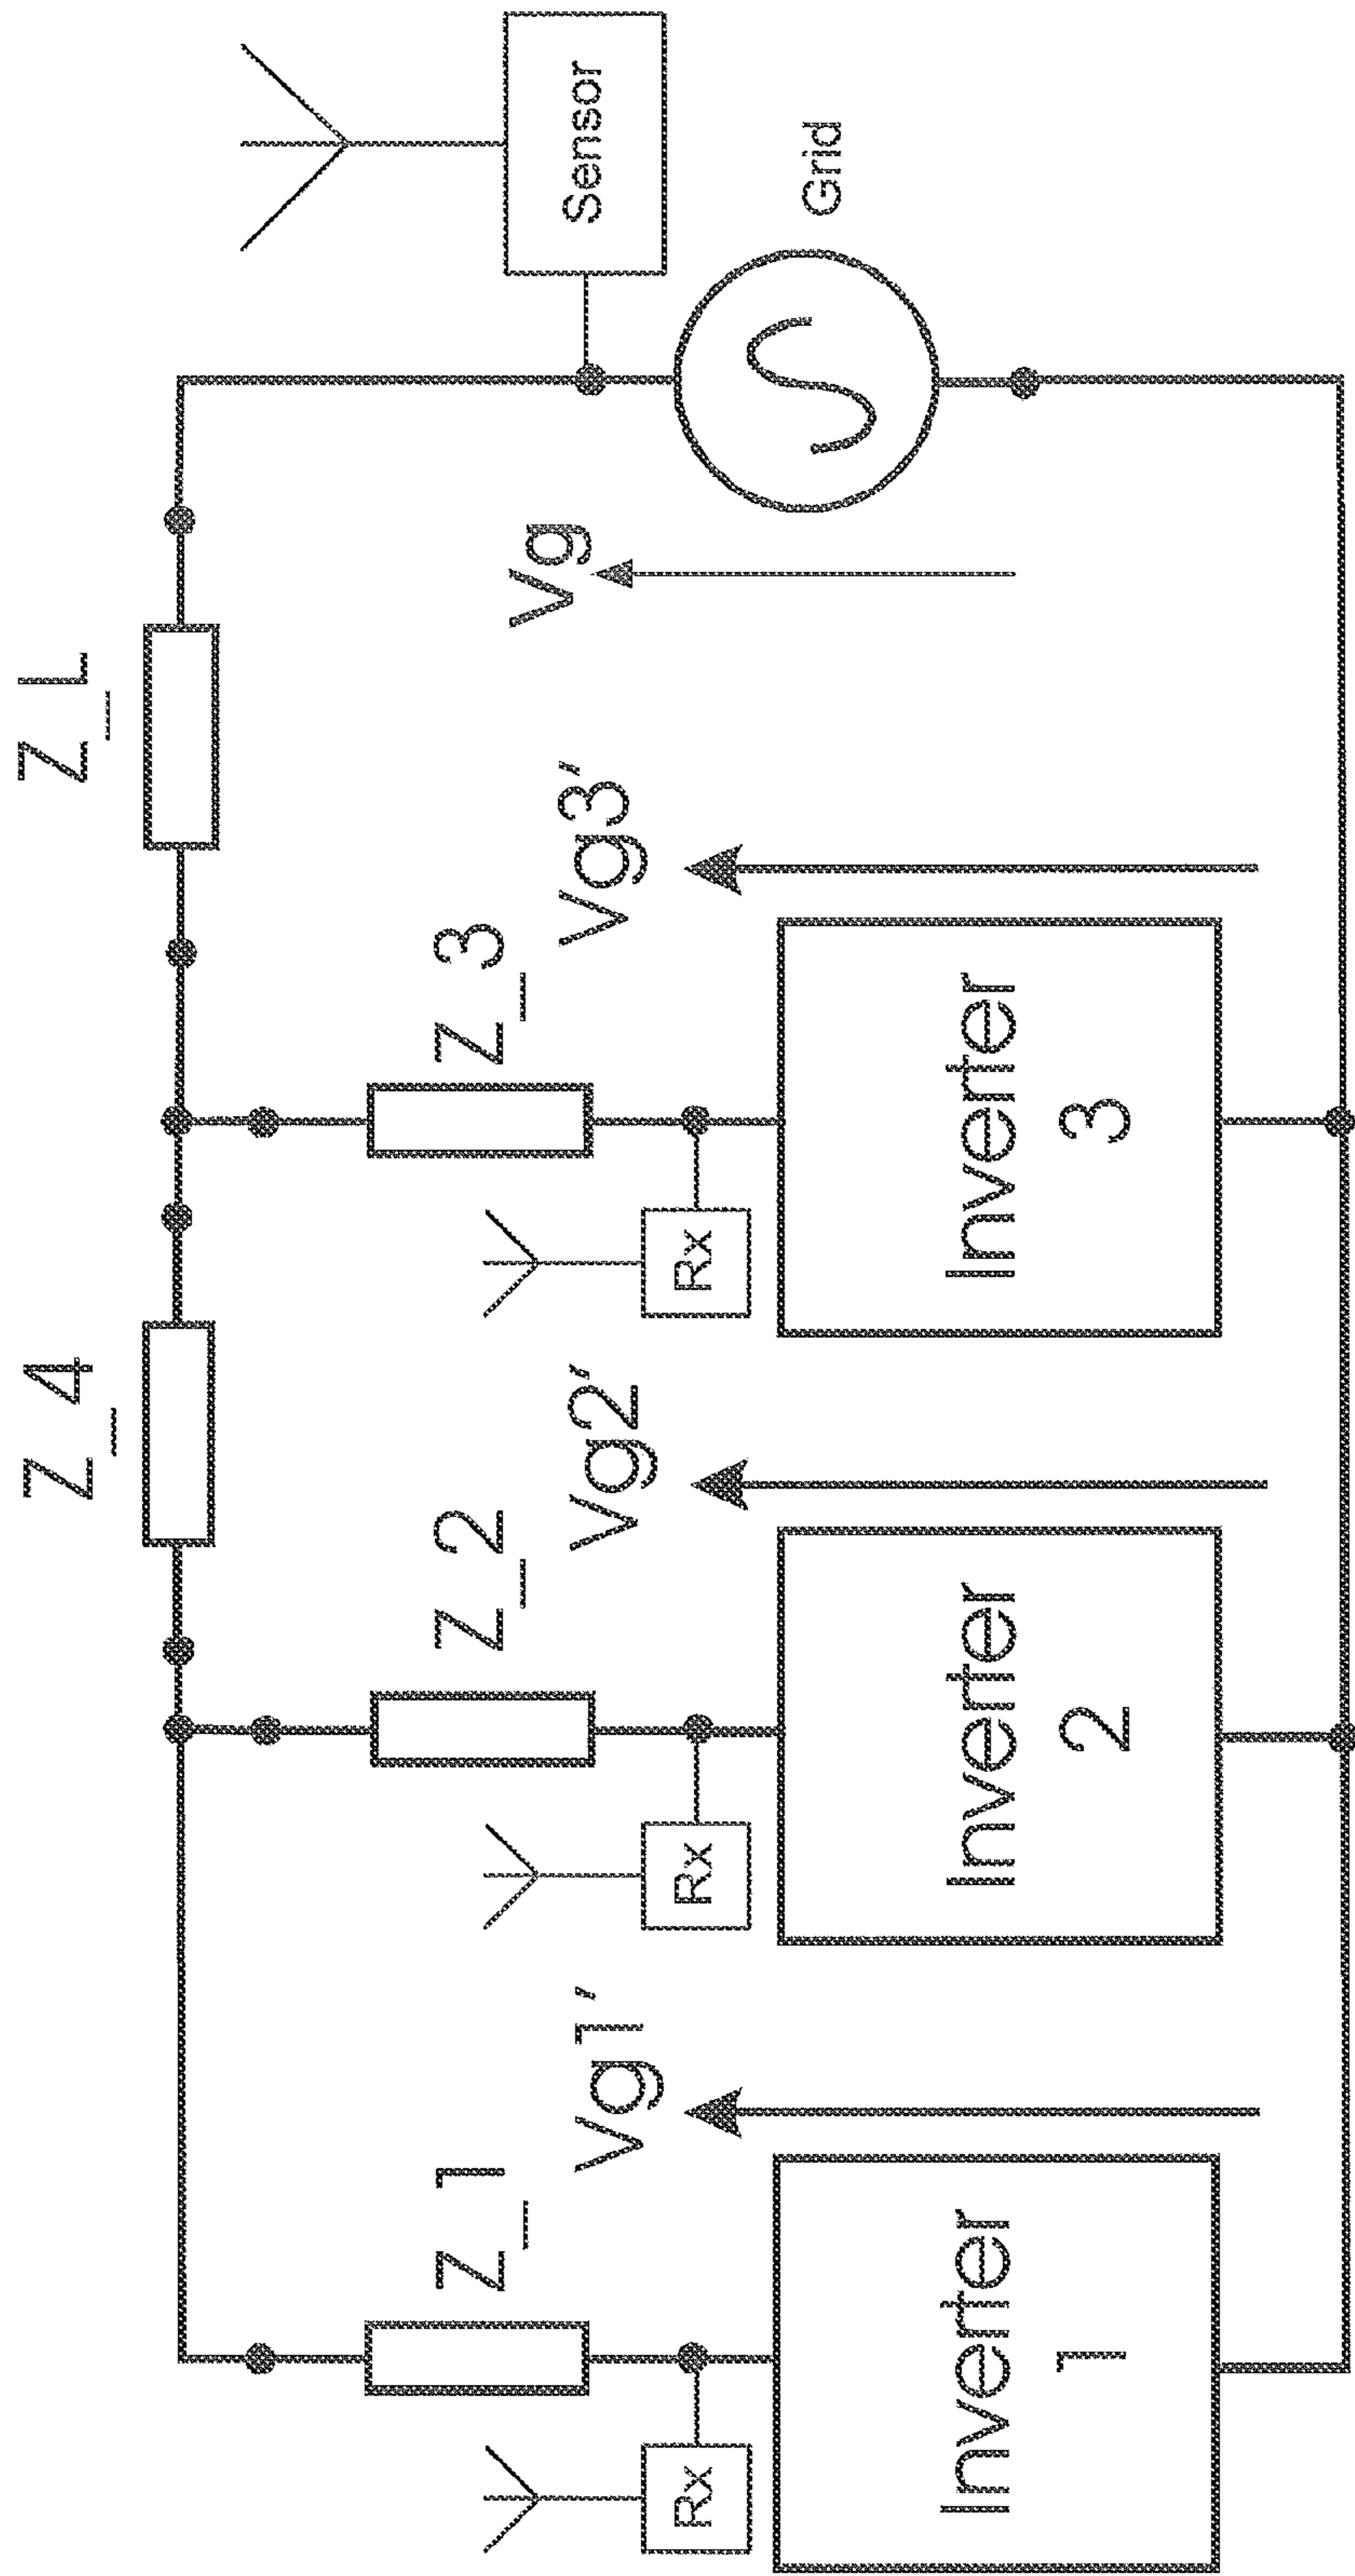 Z_4
Z_L
Z_1
Z_2
Z_3
Vg1'
Vg2'
Vg3'
Vg
Sensor
Rx
Rx
Rx
Grid
Inverter
1
Inverter
2
Inverter
3